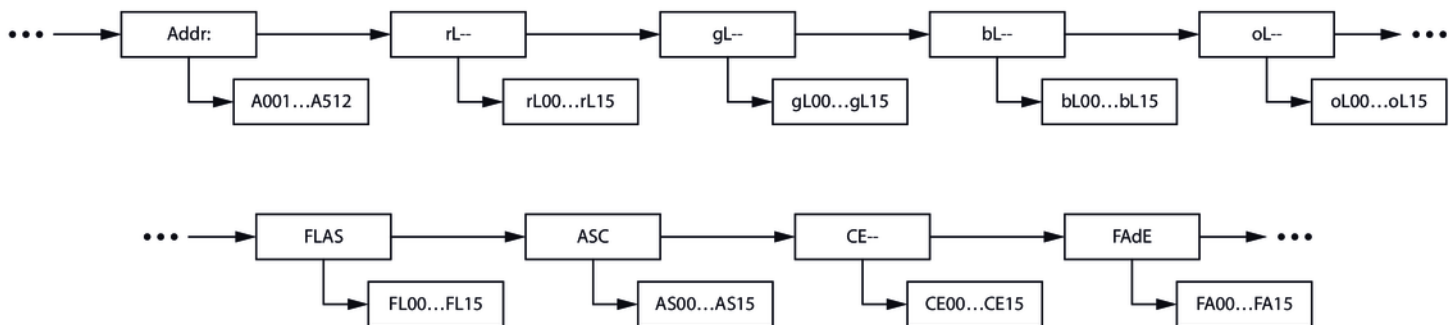 ••• Addr: rL-- gL-- bL-- oL-- •••
A001...A512 rL00...rL15 gL00...gL15 bL00...bL15 oL00...oL15
••• FLAS ASC CE-- FAdE •••
FL00...FL15 AS00...AS15 CE00...CE15 FA00...FA15